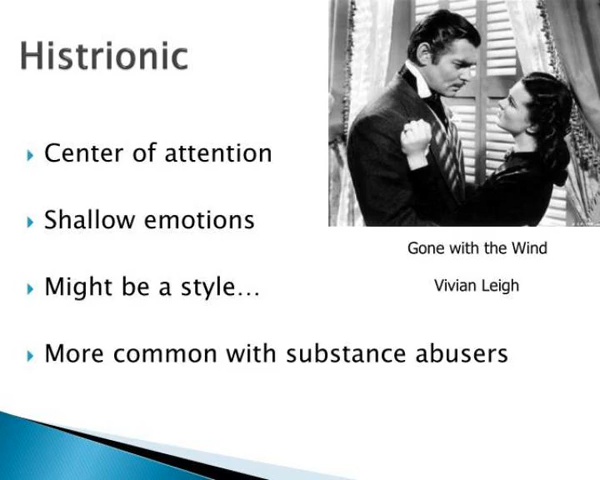 Histrionic
Center of attention
Shallow emotions
Might be a style…
More common with substance abusers
Gone with the Wind
Vivian Leigh